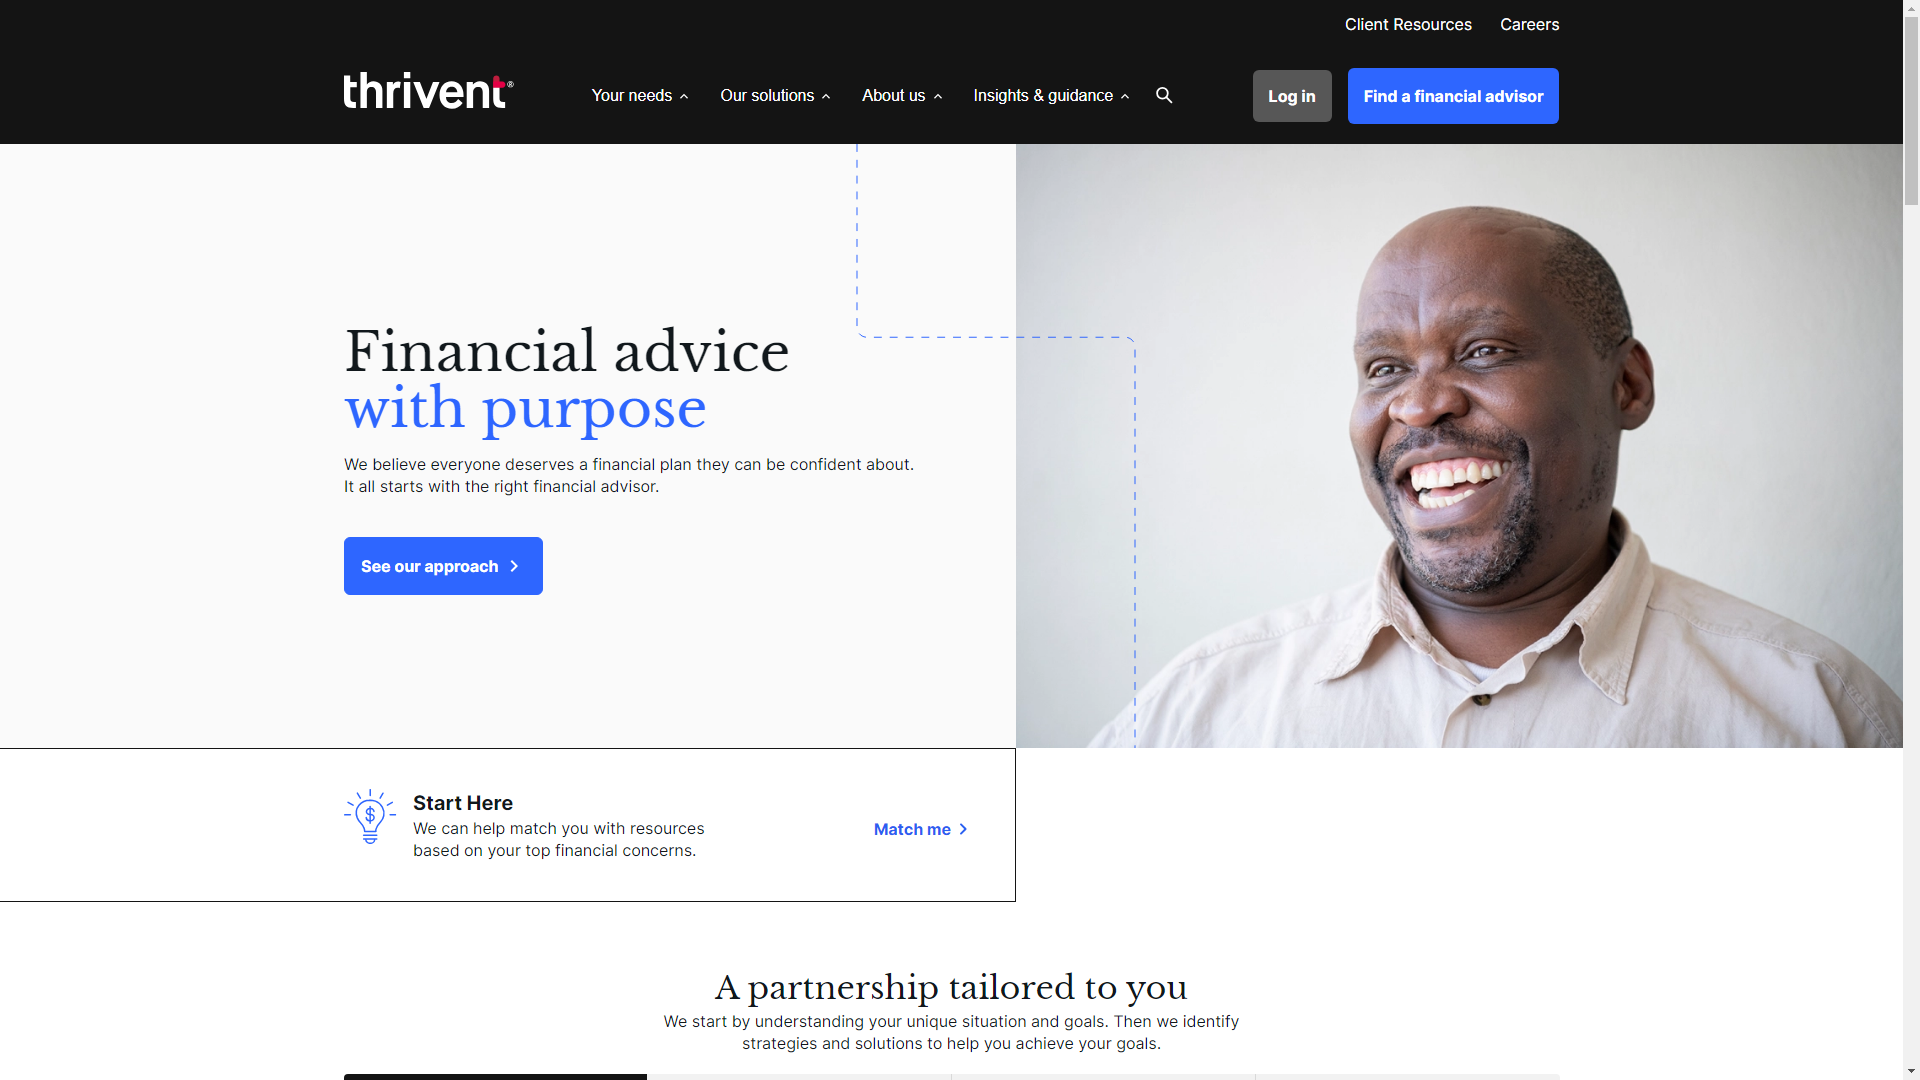 Client Resources Careers
thrivent®
Your needs Our solutions About us Insights & guidance Log in Find a financial advisor
Financial advice
with purpose
We believe everyone deserves a financial plan they can be confident about.
It all starts with the right financial advisor.
See our approach
Start Here
We can help match you with resources
based on your top financial concerns.
Match me
A partnership tailored to you
We start by understanding your unique situation and goals. Then we identify
strategies and solutions to help you achieve your goals.